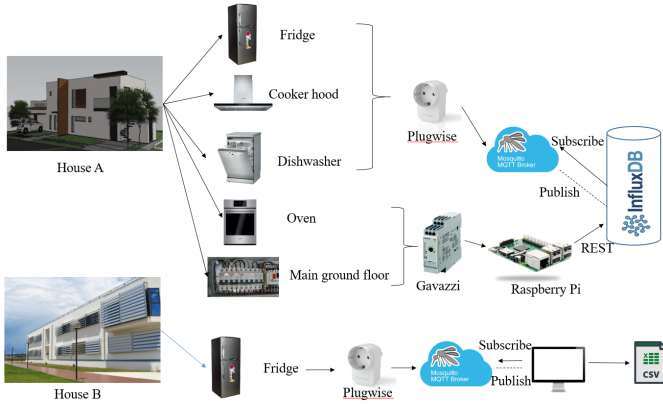 Fridge
Cooker hood
Plugwise
House A
Dishwasher
Mosquitto
MQTT Broker
Subscribe
Publish
InfluxDB
Oven
Main ground floor
Gavazzi
Raspberry Pi
REST
House B
Fridge
Plugwise
Mosquitto
MQTT Broker
Subscribe
Publish
CSV